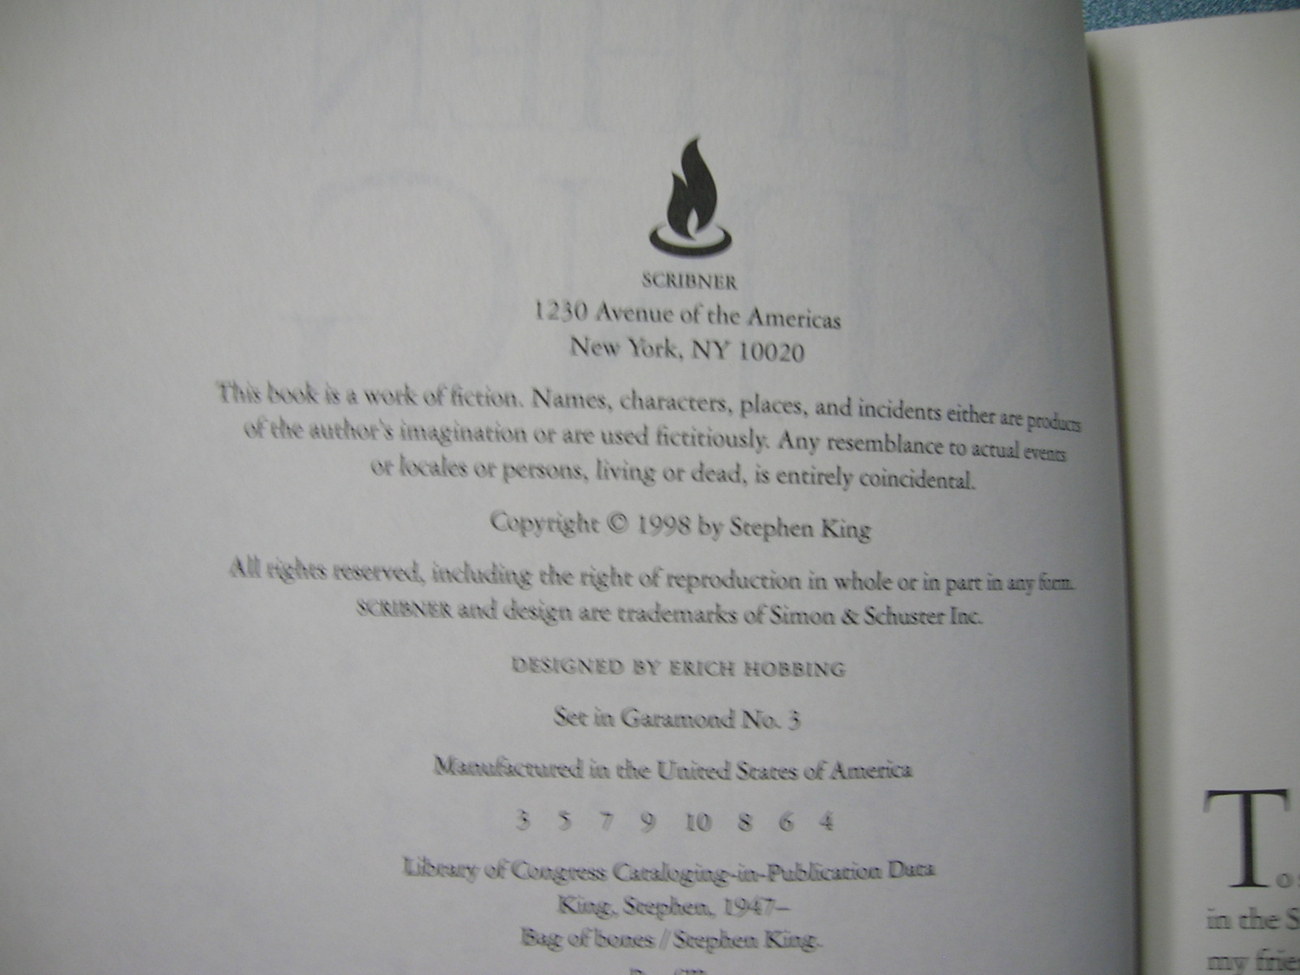 SCRIBNER
1230 Avenue of the Americas
New York, NY 10020
This book is a work of fiction. Names, characters, places, and incidents either are products
of the author's imagination or are used fictitiously. Any resemblance to actual events
or locales or persons, living or dead, is entirely coincidental.
Copyright © 1998 by Stephen King
All rights reserved, including the right of reproduction in whole or in part in any form.
SCRIBNER and design are trademarks of Simon & Schuster Inc.
DESIGNED BY ERICH HOBBING
Set in Garamond No. 3
Manufactured in the United States of America
3 5 7 9 10 8 6 4
Library of Congress Cataloging-in-Publication Data
King, Stephen, 1947–
Bag of bones / Stephen King.
in the S
my frie